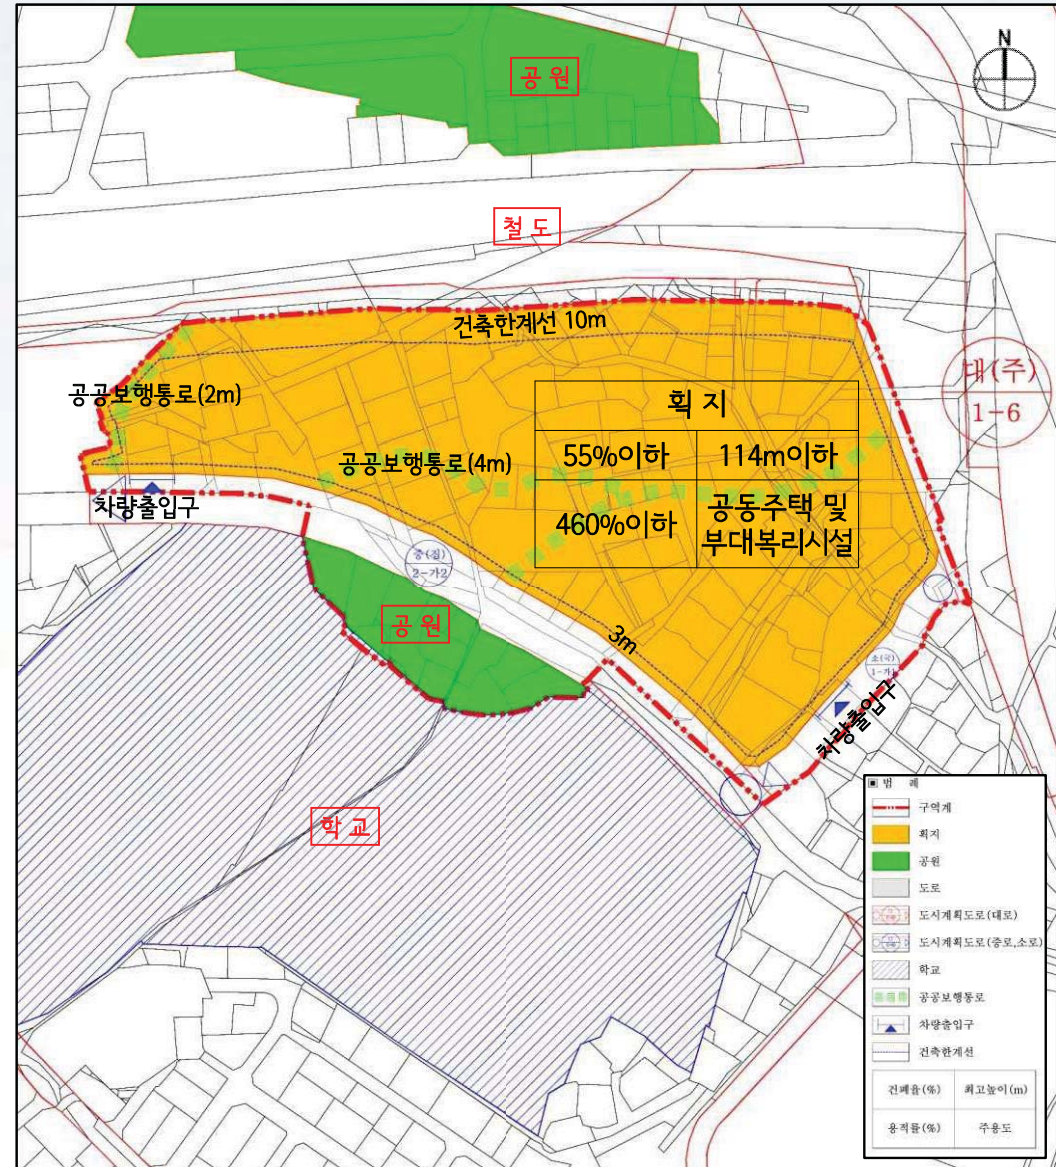 N
공 원
철 도
건축한계선 10m
대(주)
1-6
공공보행통로(2m)
획 지
공공보행통로(4m)
55%이하 114m이하
차량출입구
460%이하 공동주택 및
부대복리시설
중(집)
2-가2
공 원
3m
소(국)
차량출입구
학 교
범 례
구역계
획지
공원
도로
도시계획도로(대로)
도시계획도로(중로,소로)
학교
공공보행통로
차량출입구
건축한계선
건폐율(%) 최고높이(m)
용적률(%) 주용도